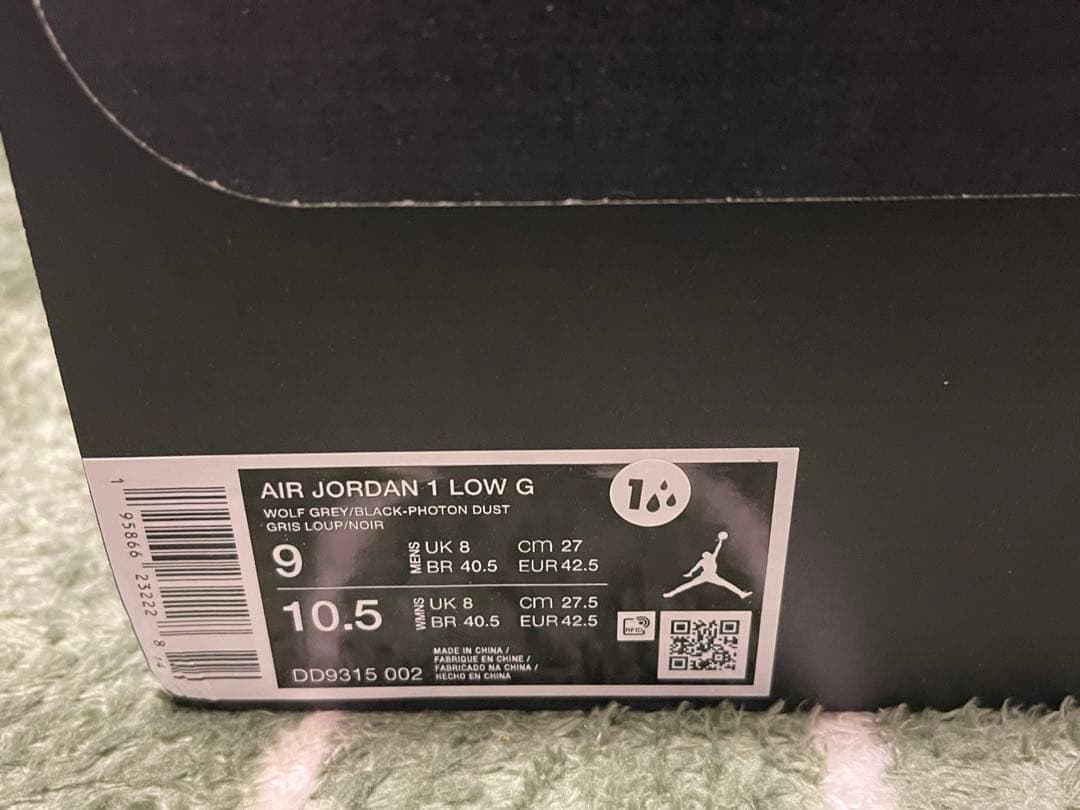 AIR JORDAN 1 LOW G
WOLF GREY/BLACK-PHOTON DUST
GRIS LOUP/NOIR
9
MENS
UK 8 cm 27
BR 40.5 EUR 42.5
10.5
WMNS
UK 8 cm 27.5
BR 40.5 EUR 42.5
DD9315 002
MADE IN CHINA /
FABRIQUE EN CHINE /
FABRICADO NA CHINA /
HECHO EN CHINA
RFID
1
1 95866 23222 8